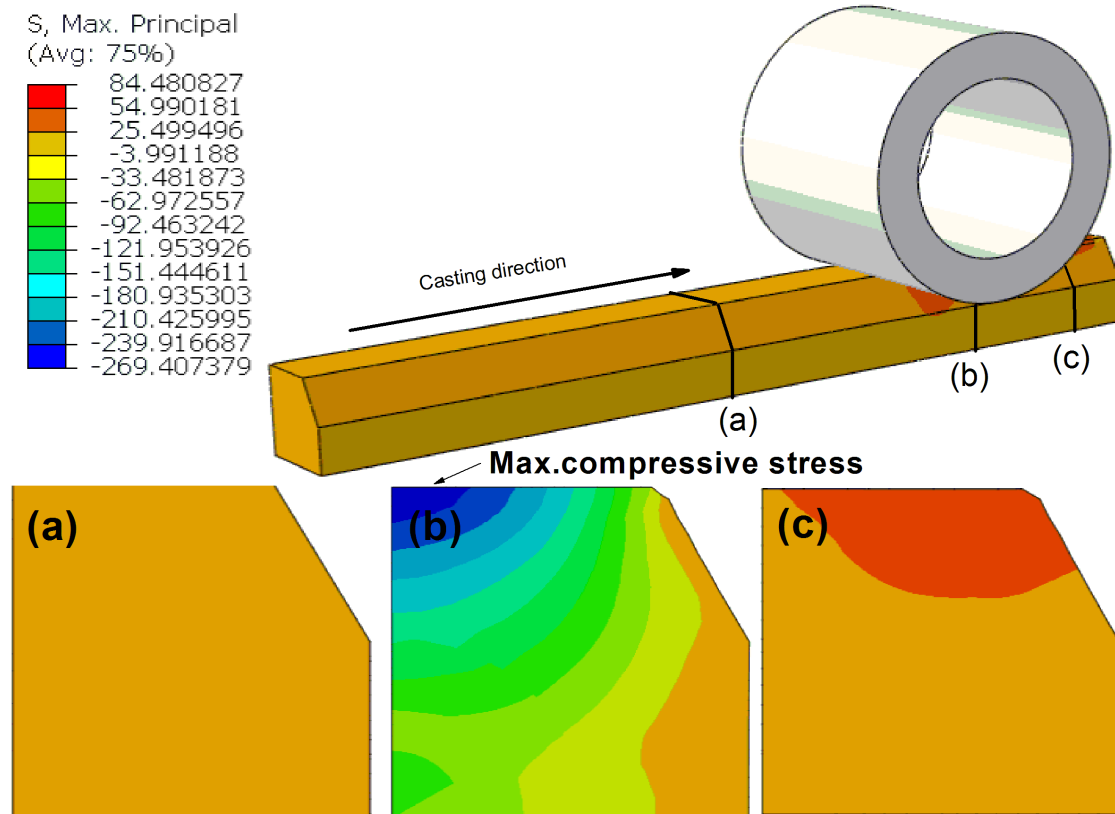 S, Max. Principal
(Avg: 75%)
84.480827
54.990181
25.499496
-3.991188
-33.481873
-62.972557
-92.463242
-121.953926
-151.444611
-180.935303
-210.425995
-239.916687
-269.407379
Casting direction
(a)
(b)
(c)
Max.compressive stress
(a)
(b)
(c)